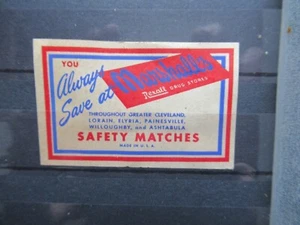 YOU
Always
Save at Marshall's
Rexall DRUG STORES
THROUGHOUT GREATER CLEVELAND,
LORAIN, ELYRIA, PAINESVILLE,
WILLOUGHBY, and ASHTABULA
SAFETY MATCHES
MADE IN U.S.A.